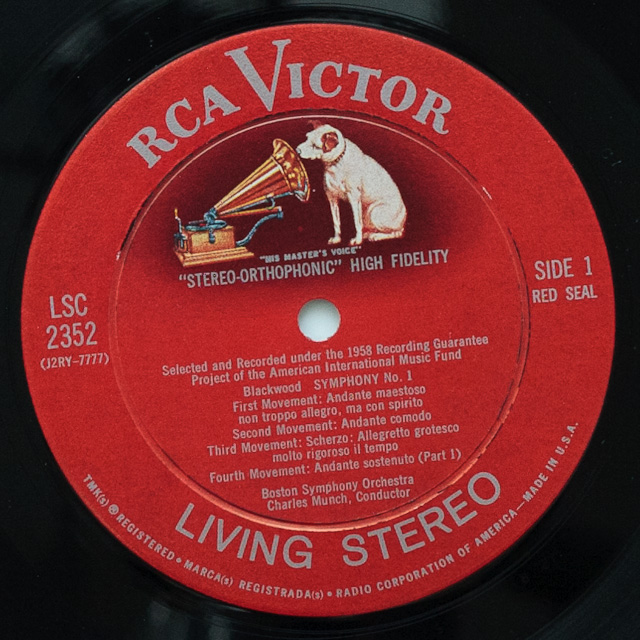 RCA VICTOR
"HIS MASTER'S VOICE"
"STEREO-ORTHOPHONIC" HIGH FIDELITY
LSC
2352
(J2RY-7777)
SIDE 1
RED SEAL
Selected and Recorded under the 1958 Recording Guarantee
Project of the American International Music Fund
Blackwood SYMPHONY No. 1
First Movement: Andante maestoso
non troppo allegro, ma con spirito
Second Movement: Andante comodo
Third Movement: Scherzo: Allegretto grotesco
molto rigoroso il tempo
Fourth Movement: Andante sostenuto (Part 1)
Boston Symphony Orchestra
Charles Munch, Conductor
LIVING STEREO
TMK(s) ® REGISTERED • MARCA(s) REGISTRADA(s) • RADIO CORPORATION OF AMERICA—MADE IN U.S.A.